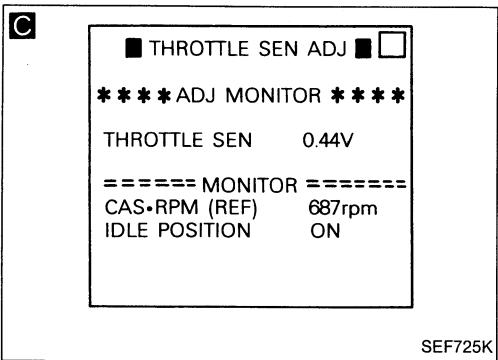 C
THROTTLE SEN ADJ
****ADJ MONITOR****
THROTTLE SEN 0.44V
====== MONITOR =======
CAS•RPM (REF) 687rpm
IDLE POSITION ON
SEF725K